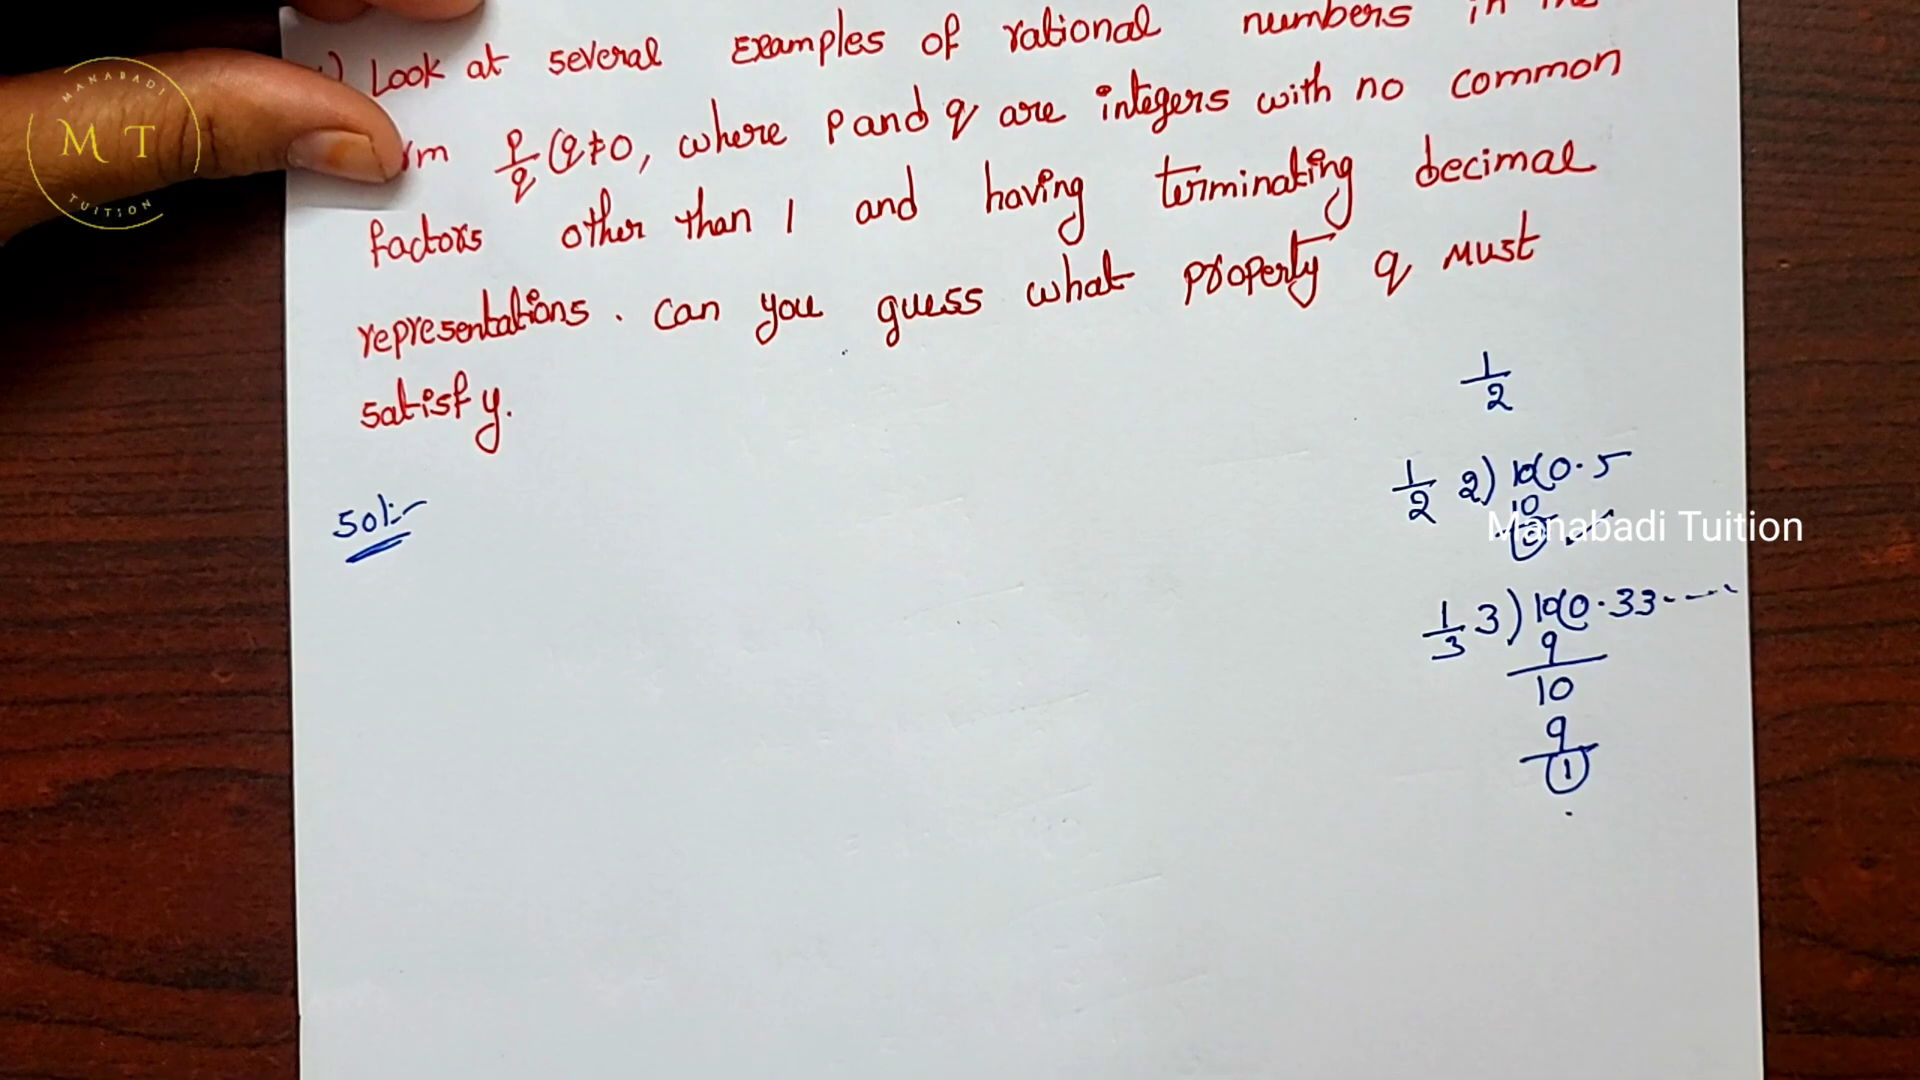 Look at several Examples of rational numbers in
p/q (q≠0, where p and q are integers with no common
factors other than 1 and having terminating decimal
representations. can you guess what property q must
satisfy.
Sol:-
1/2
1/2 2) 10(0.5
10
0
1/3 3) 10(0.33-----
9
10
9
1
MANABADI
M T
TUITION
Manabadi Tuition